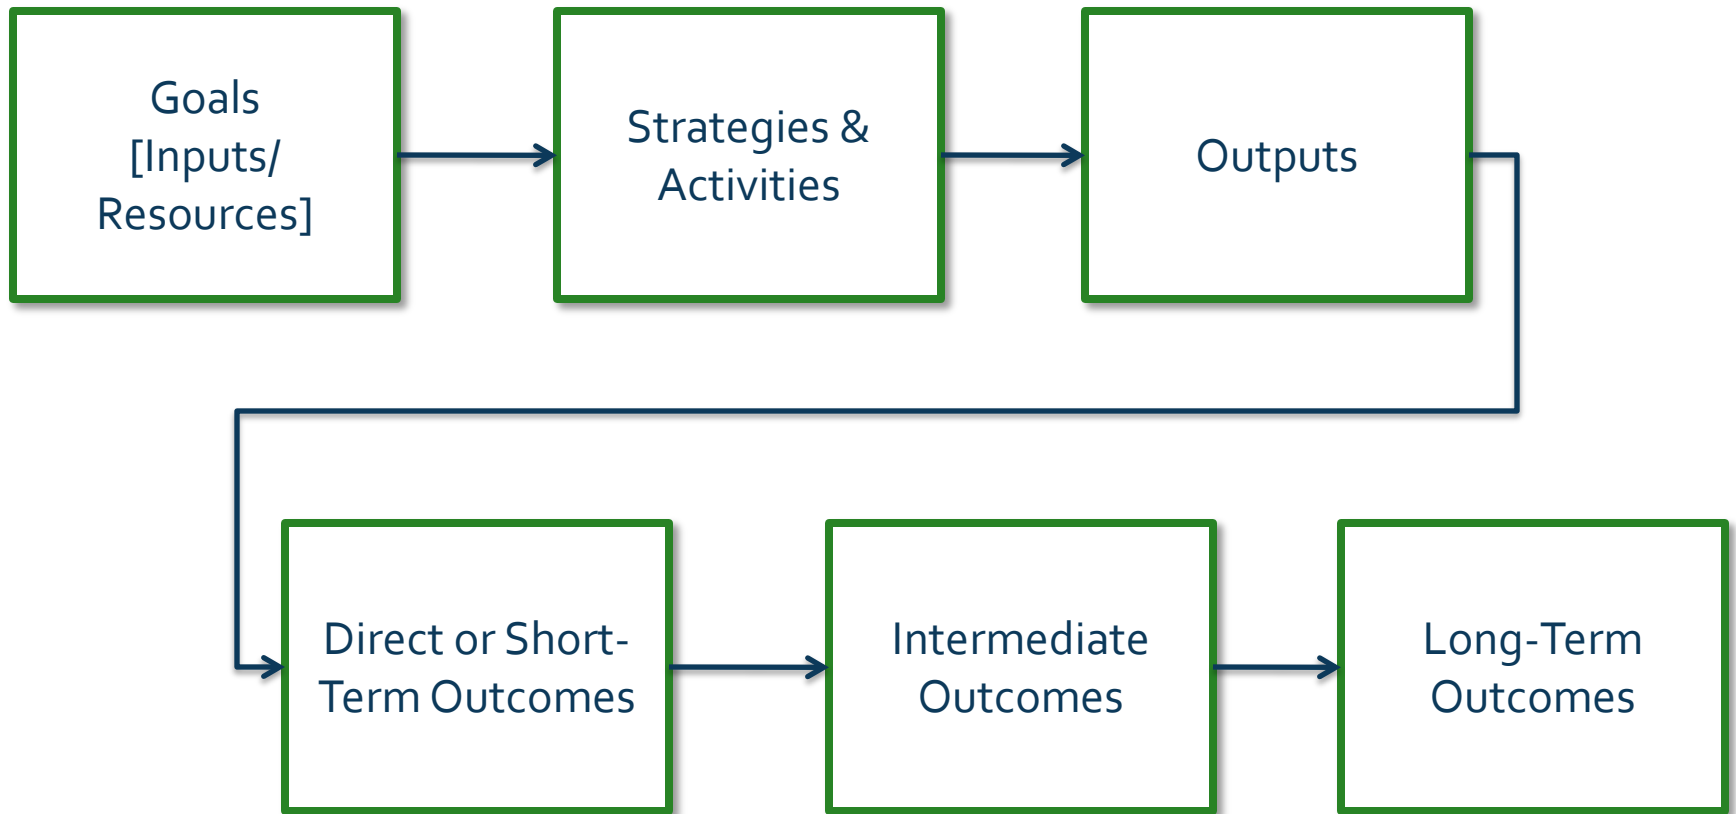 Goals
[Inputs/
Resources]
Strategies &
Activities
Outputs
Direct or Short-
Term Outcomes
Intermediate
Outcomes
Long-Term
Outcomes